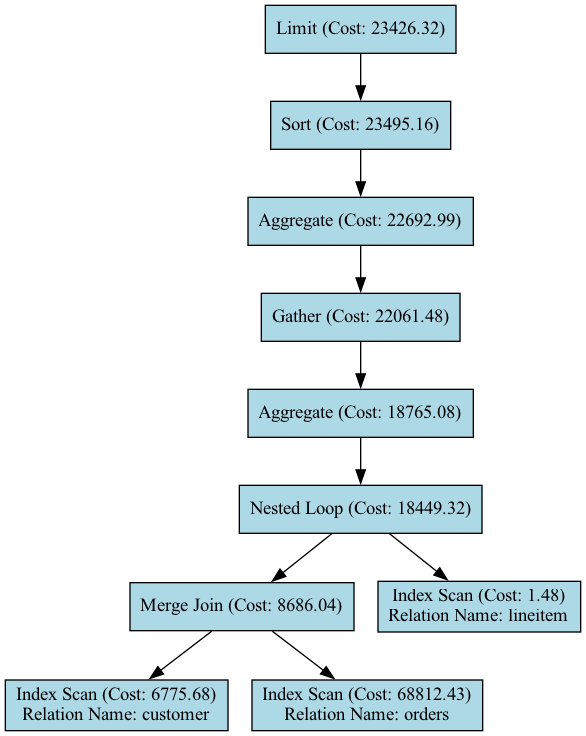 Limit (Cost: 23426.32)
Sort (Cost: 23495.16)
Aggregate (Cost: 22692.99)
Gather (Cost: 22061.48)
Aggregate (Cost: 18765.08)
Nested Loop (Cost: 18449.32)
Merge Join (Cost: 8686.04)
Index Scan (Cost: 1.48)
Relation Name: lineitem
Index Scan (Cost: 6775.68)
Relation Name: customer
Index Scan (Cost: 68812.43)
Relation Name: orders